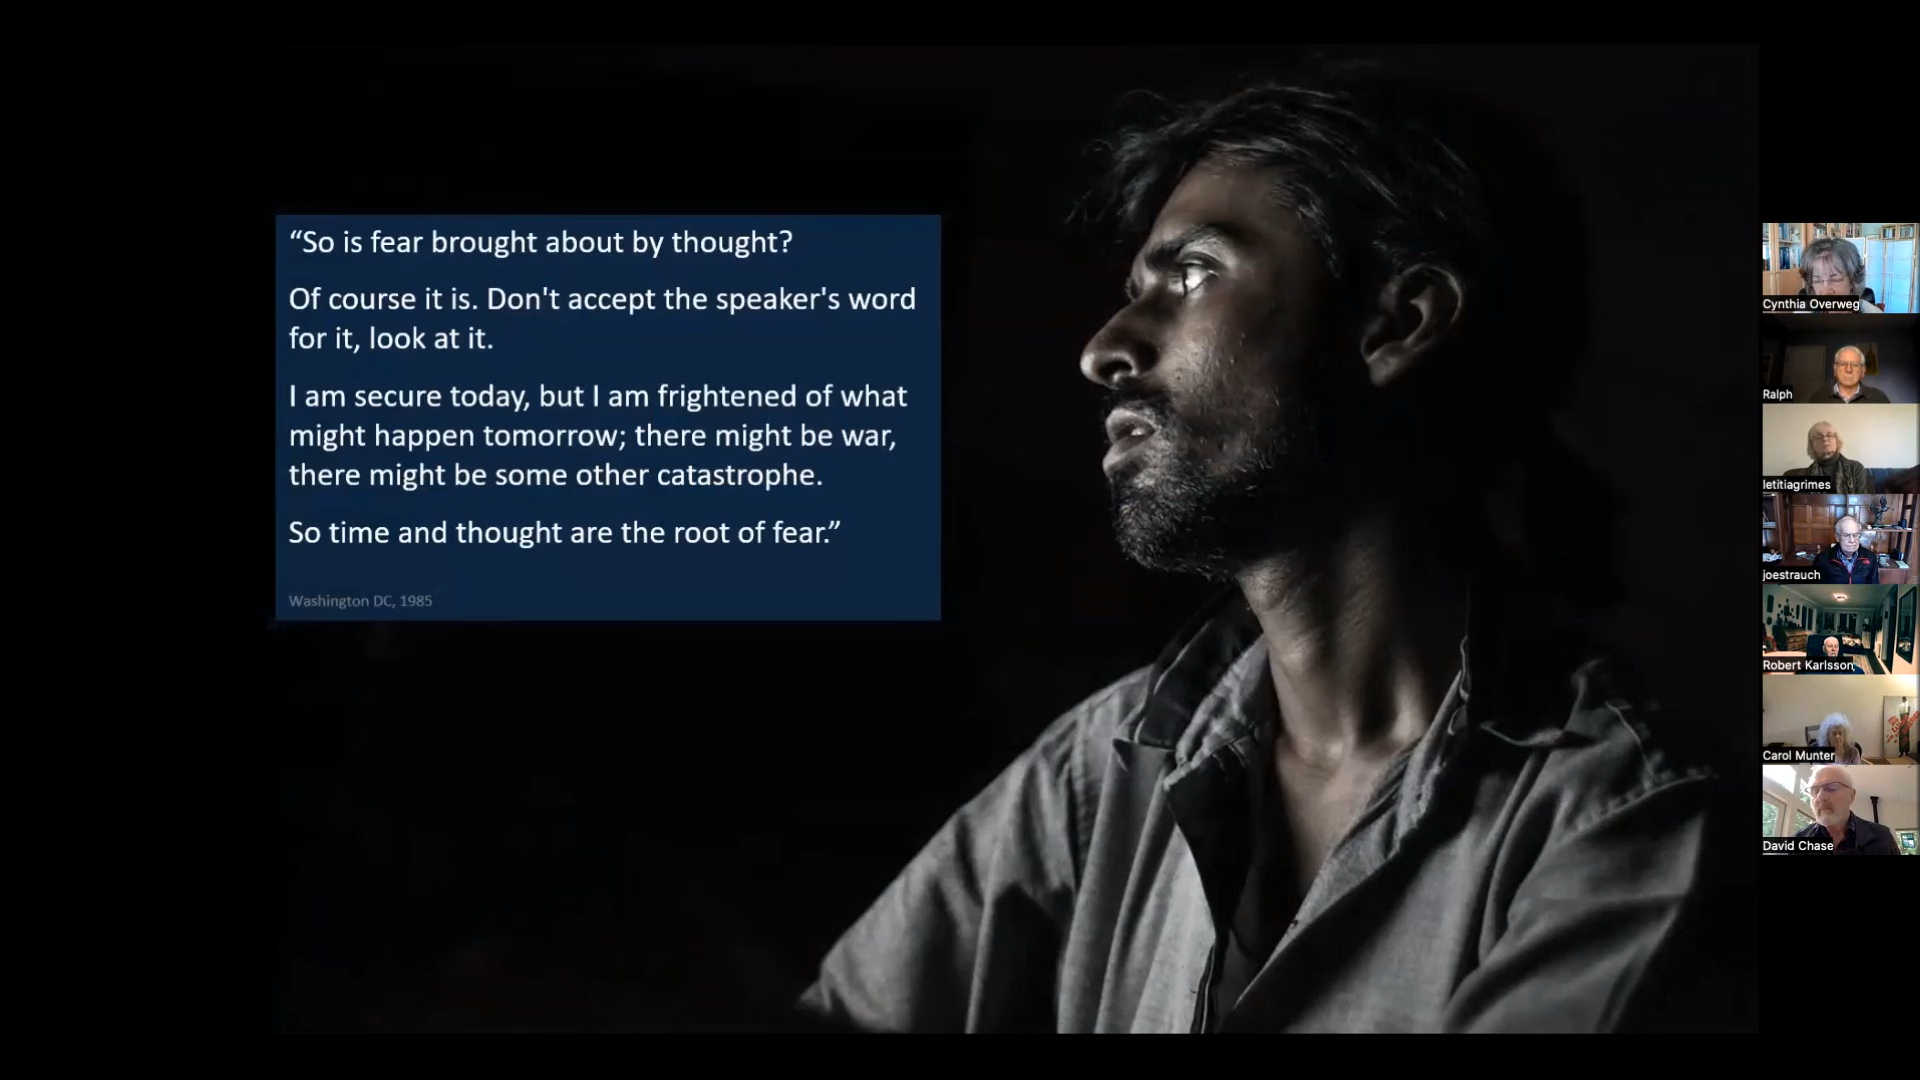 “So is fear brought about by thought?
Of course it is. Don't accept the speaker's word
for it, look at it.
I am secure today, but I am frightened of what
might happen tomorrow; there might be war,
there might be some other catastrophe.
So time and thought are the root of fear.”
Washington DC, 1985
Cynthia Overweg
Ralph
letitiagrimes
joestrauch
Robert Karlsson
Carol Munter
David Chase